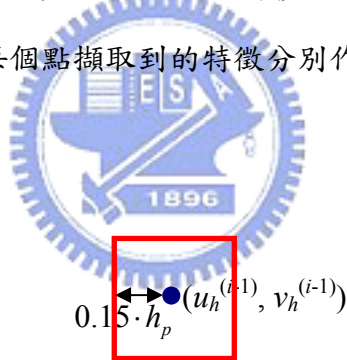 每個點擷取到的特徵分別作
ES
A
1896
(u_h^{(i-1)}, v_h^{(i-1)})
0.15·h_p